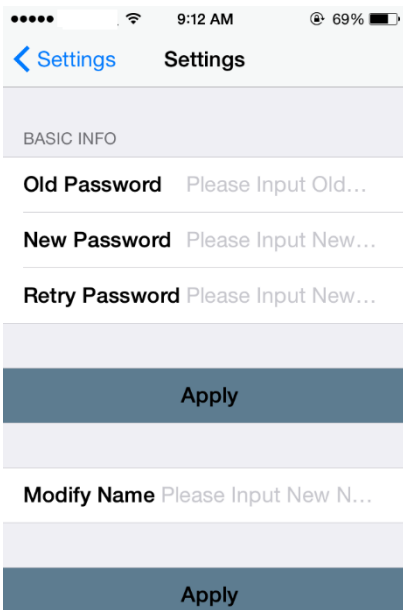 9:12 AM 69%
Settings Settings
BASIC INFO
Old Password Please Input Old...
New Password Please Input New...
Retry Password Please Input New...
Apply
Modify Name Please Input New N...
Apply